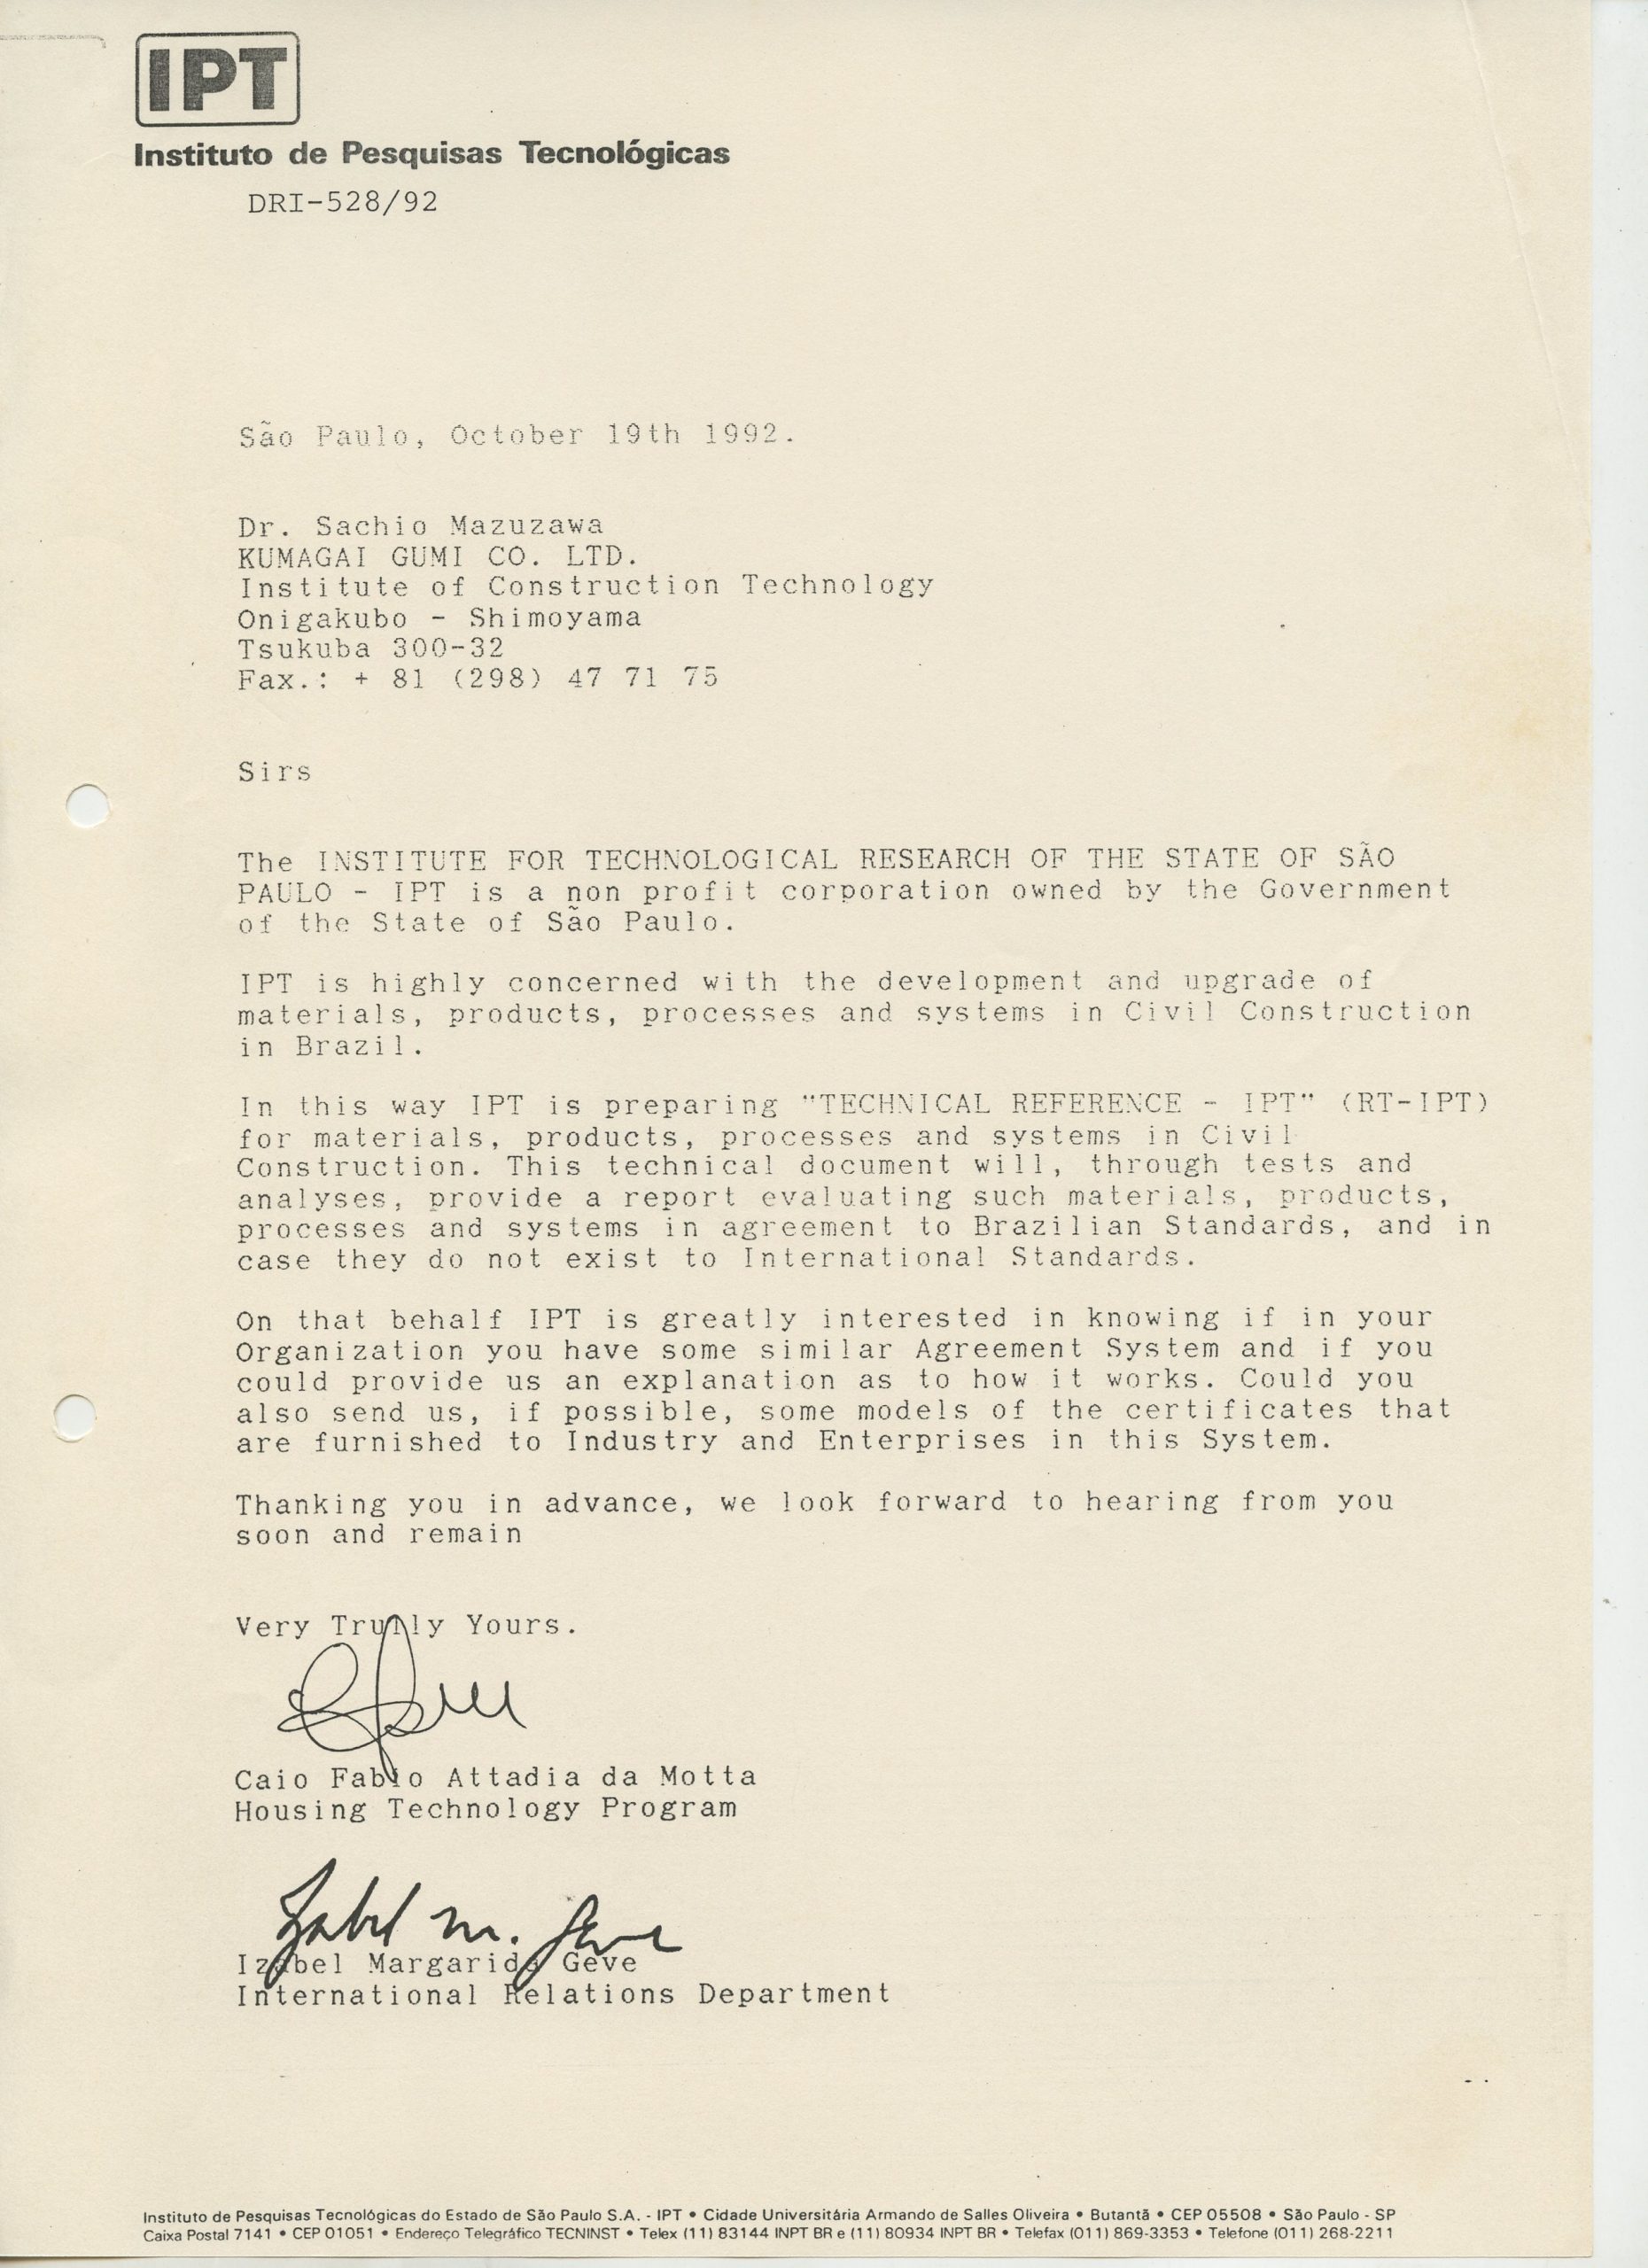 IPT
Instituto de Pesquisas Tecnológicas
DRI-528/92
São Paulo, October 19th 1992.
Dr. Sachio Mazuzawa
KUMAGAI GUMI CO. LTD.
Institute of Construction Technology
Onigakubo - Shimoyama
Tsukuba 300-32
Fax.: + 81 (298) 47 71 75
Sirs
The INSTITUTE FOR TECHNOLOGICAL RESEARCH OF THE STATE OF SÃO
PAULO - IPT is a non profit corporation owned by the Government
of the State of São Paulo.
IPT is highly concerned with the development and upgrade of
materials, products, processes and systems in Civil Construction
in Brazil.
In this way IPT is preparing "TECHNICAL REFERENCE - IPT" (RT-IPT)
for materials, products, processes and systems in Civil
Construction. This technical document will, through tests and
analyses, provide a report evaluating such materials, products,
processes and systems in agreement to Brazilian Standards, and in
case they do not exist to International Standards.
On that behalf IPT is greatly interested in knowing if in your
Organization you have some similar Agreement System and if you
could provide us an explanation as to how it works. Could you
also send us, if possible, some models of the certificates that
are furnished to Industry and Enterprises in this System.
Thanking you in advance, we look forward to hearing from you
soon and remain
Very Trully Yours.
Caio Fabio Attadia da Motta
Housing Technology Program
Izabel M. Geve
Izabel Margarida Geve
International Relations Department
Instituto de Pesquisas Tecnológicas do Estado de São Paulo S.A. - IPT • Cidade Universitária Armando de Salles Oliveira • Butantã • CEP 05508 • São Paulo - SP
Caixa Postal 7141 • CEP 01051 • Endereço Telegráfico TECNINST • Telex (11) 83144 INPT BR e (11) 80934 INPT BR • Telefax (011) 869-3353 • Telefone (011) 268-2211